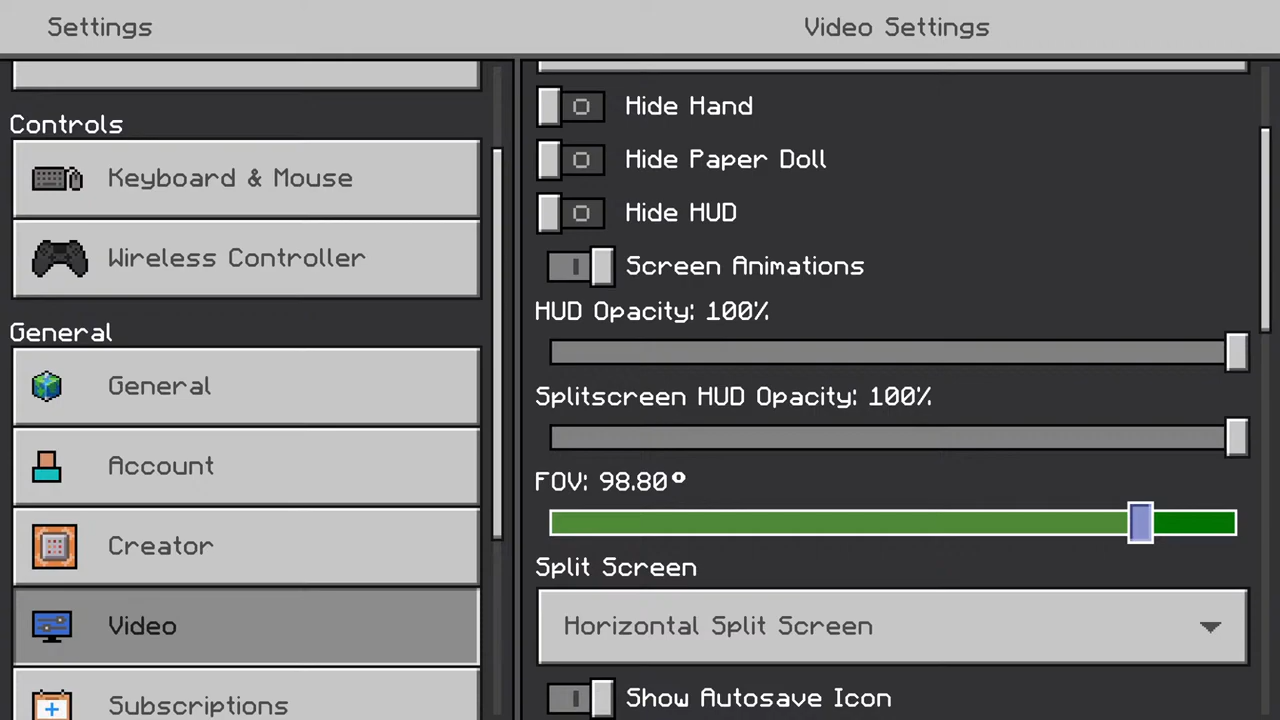 Settings
Video Settings
Controls
Keyboard & Mouse
Wireless Controller
General
General
Account
Creator
Video
Subscriptions
Hide Hand
Hide Paper Doll
Hide HUD
Screen Animations
HUD Opacity: 100%
Splitscreen HUD Opacity: 100%
FOV: 98.80°
Split Screen
Horizontal Split Screen
Show Autosave Icon